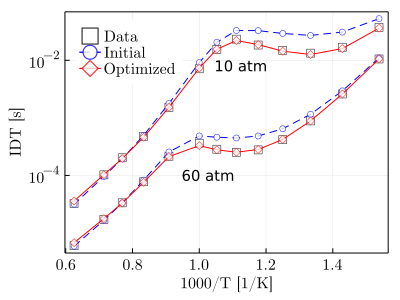 Data
Initial
Optimized
10 atm
60 atm
IDT [s]
10⁻²
10⁻⁴
0.6 0.8 1.0 1.2 1.4
1000/T [1/K]